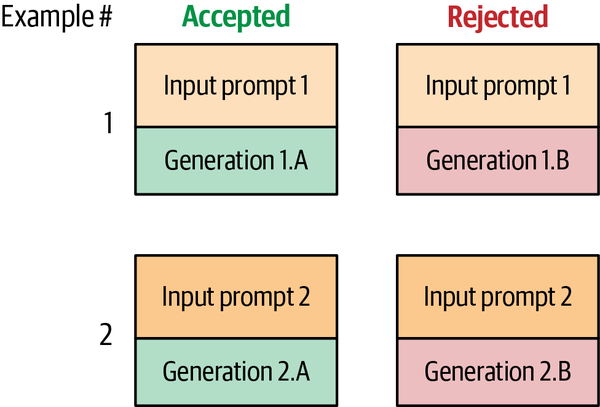 Example # Accepted Rejected
Input prompt 1 Input prompt 1
1
Generation 1.A Generation 1.B
Input prompt 2 Input prompt 2
2
Generation 2.A Generation 2.B